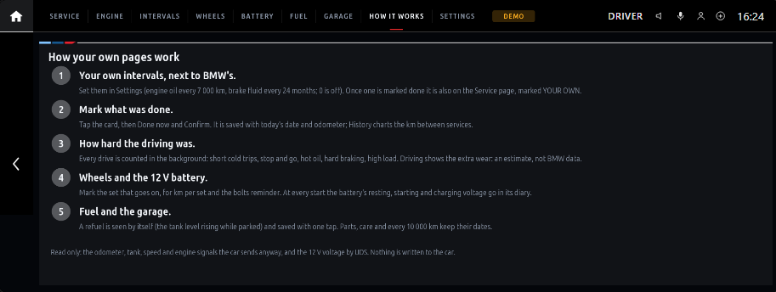 SERVICE ENGINE INTERVALS WHEELS BATTERY FUEL GARAGE HOW IT WORKS SETTINGS DEMO DRIVER 16:24
How your own pages work
1 Your own intervals, next to BMW's.
Set them in Settings (engine oil every 7 000 km, brake fluid every 24 months; 0 is off). Once one is marked done it is also on the Service page, marked YOUR OWN.
2 Mark what was done.
Tap the card, then Done now and Confirm. It is saved with today's date and odometer; History charts the km between services.
3 How hard the driving was.
Every drive is counted in the background: short cold trips, stop and go, hot oil, hard braking, high load. Driving shows the extra wear: an estimate, not BMW data.
4 Wheels and the 12 V battery.
Mark the set that goes on, for km per set and the bolts reminder. At every start the battery's resting, starting and charging voltage go in its diary.
5 Fuel and the garage.
A refuel is seen by itself (the tank level rising while parked) and saved with one tap. Parts, care and every 10 000 km keep their dates.
Read only: the odometer, tank, speed and engine signals the car sends anyway, and the 12 V voltage by UDS. Nothing is written to the car.